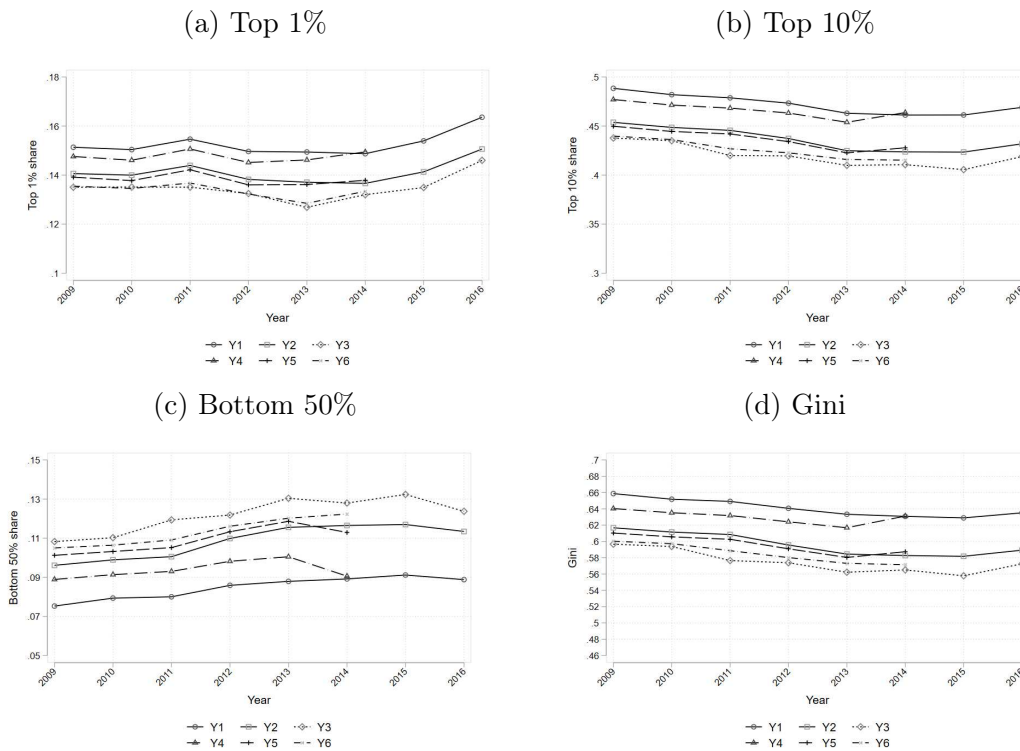 (a) Top 1%
.18
.16
.14
.12
.1
Top 1% share
2009 2010 2011 2012 2013 2014 2015 2016
Year
Y1 Y2 Y3
Y4 Y5 Y6
(b) Top 10%
.5
.45
.4
.35
.3
Top 10% share
2009 2010 2011 2012 2013 2014 2015 2016
Year
Y1 Y2 Y3
Y4 Y5 Y6
(c) Bottom 50%
.15
.13
.11
.09
.07
.05
Bottom 50% share
2009 2010 2011 2012 2013 2014 2015 2016
Year
Y1 Y2 Y3
Y4 Y5 Y6
(d) Gini
.7
.68
.66
.64
.62
.6
.58
.56
.54
.52
.5
.48
.46
Gini
2009 2010 2011 2012 2013 2014 2015 2016
Year
Y1 Y2 Y3
Y4 Y5 Y6